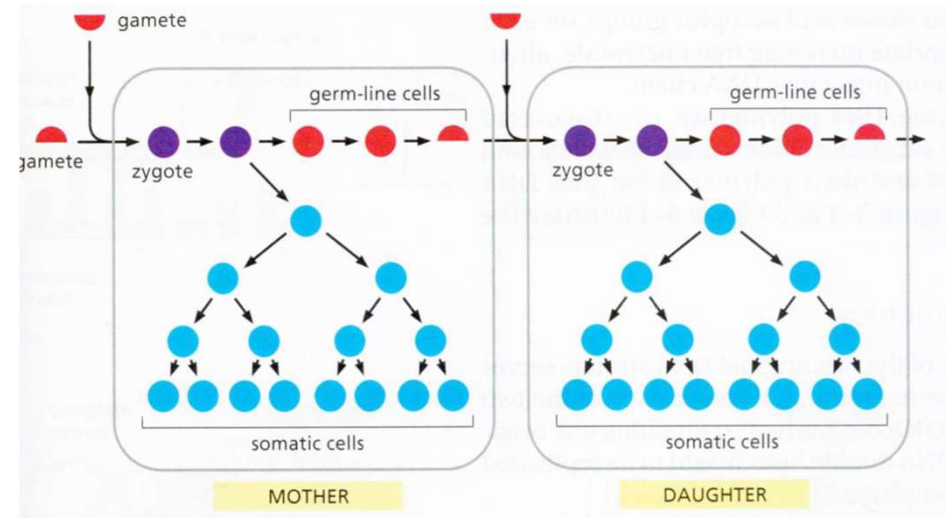 gamete
germ-line cells
germ-line cells
gamete
zygote
zygote
somatic cells
somatic cells
MOTHER
DAUGHTER